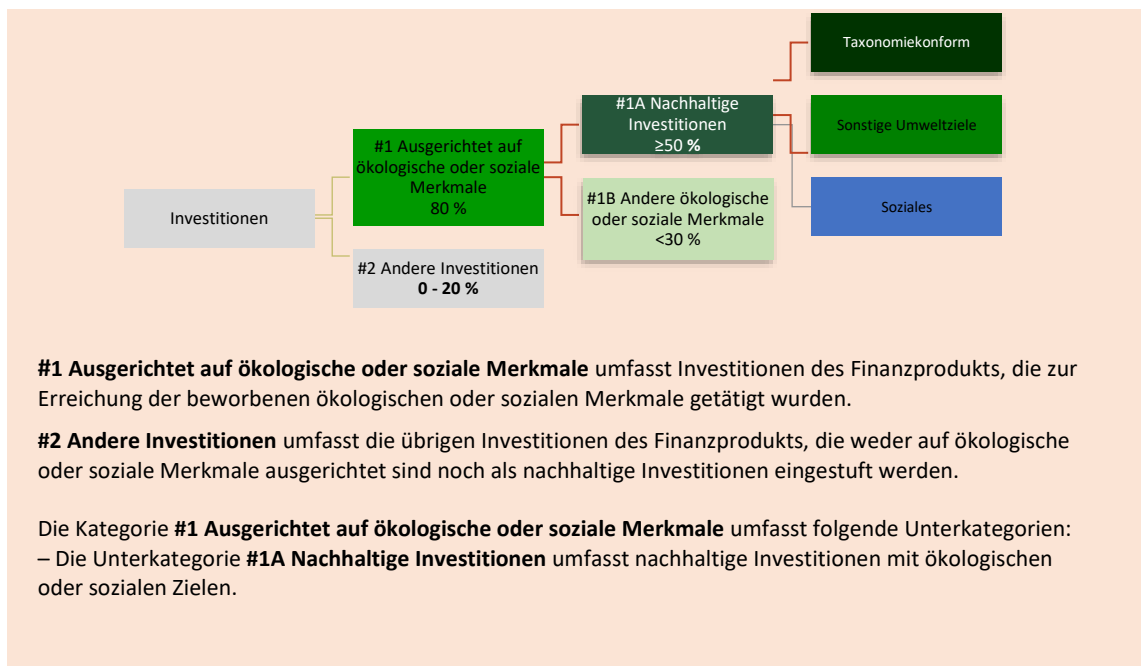 Taxonomiekonform
#1A Nachhaltige
Investitionen
≥50 %
Sonstige Umweltziele
#1 Ausgerichtet auf
ökologische oder soziale
Merkmale
80 %
#1B Andere ökologische
oder soziale Merkmale
<30 %
Soziales
Investitionen
#2 Andere Investitionen
0 - 20 %
#1 Ausgerichtet auf ökologische oder soziale Merkmale umfasst Investitionen des Finanzprodukts, die zur
Erreichung der beworbenen ökologischen oder sozialen Merkmale getätigt wurden.
#2 Andere Investitionen umfasst die übrigen Investitionen des Finanzprodukts, die weder auf ökologische
oder soziale Merkmale ausgerichtet sind noch als nachhaltige Investitionen eingestuft werden.
Die Kategorie #1 Ausgerichtet auf ökologische oder soziale Merkmale umfasst folgende Unterkategorien:
– Die Unterkategorie #1A Nachhaltige Investitionen umfasst nachhaltige Investitionen mit ökologischen
oder sozialen Zielen.